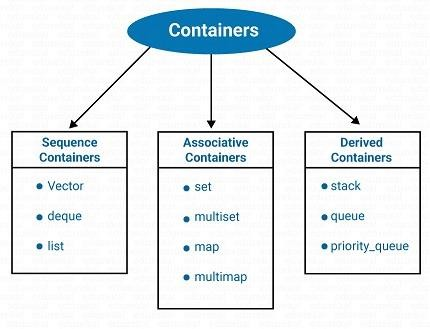 Containers
Sequence
Containers
Vector
deque
list
Associative
Containers
set
multiset
map
multimap
Derived
Containers
stack
queue
priority_queue